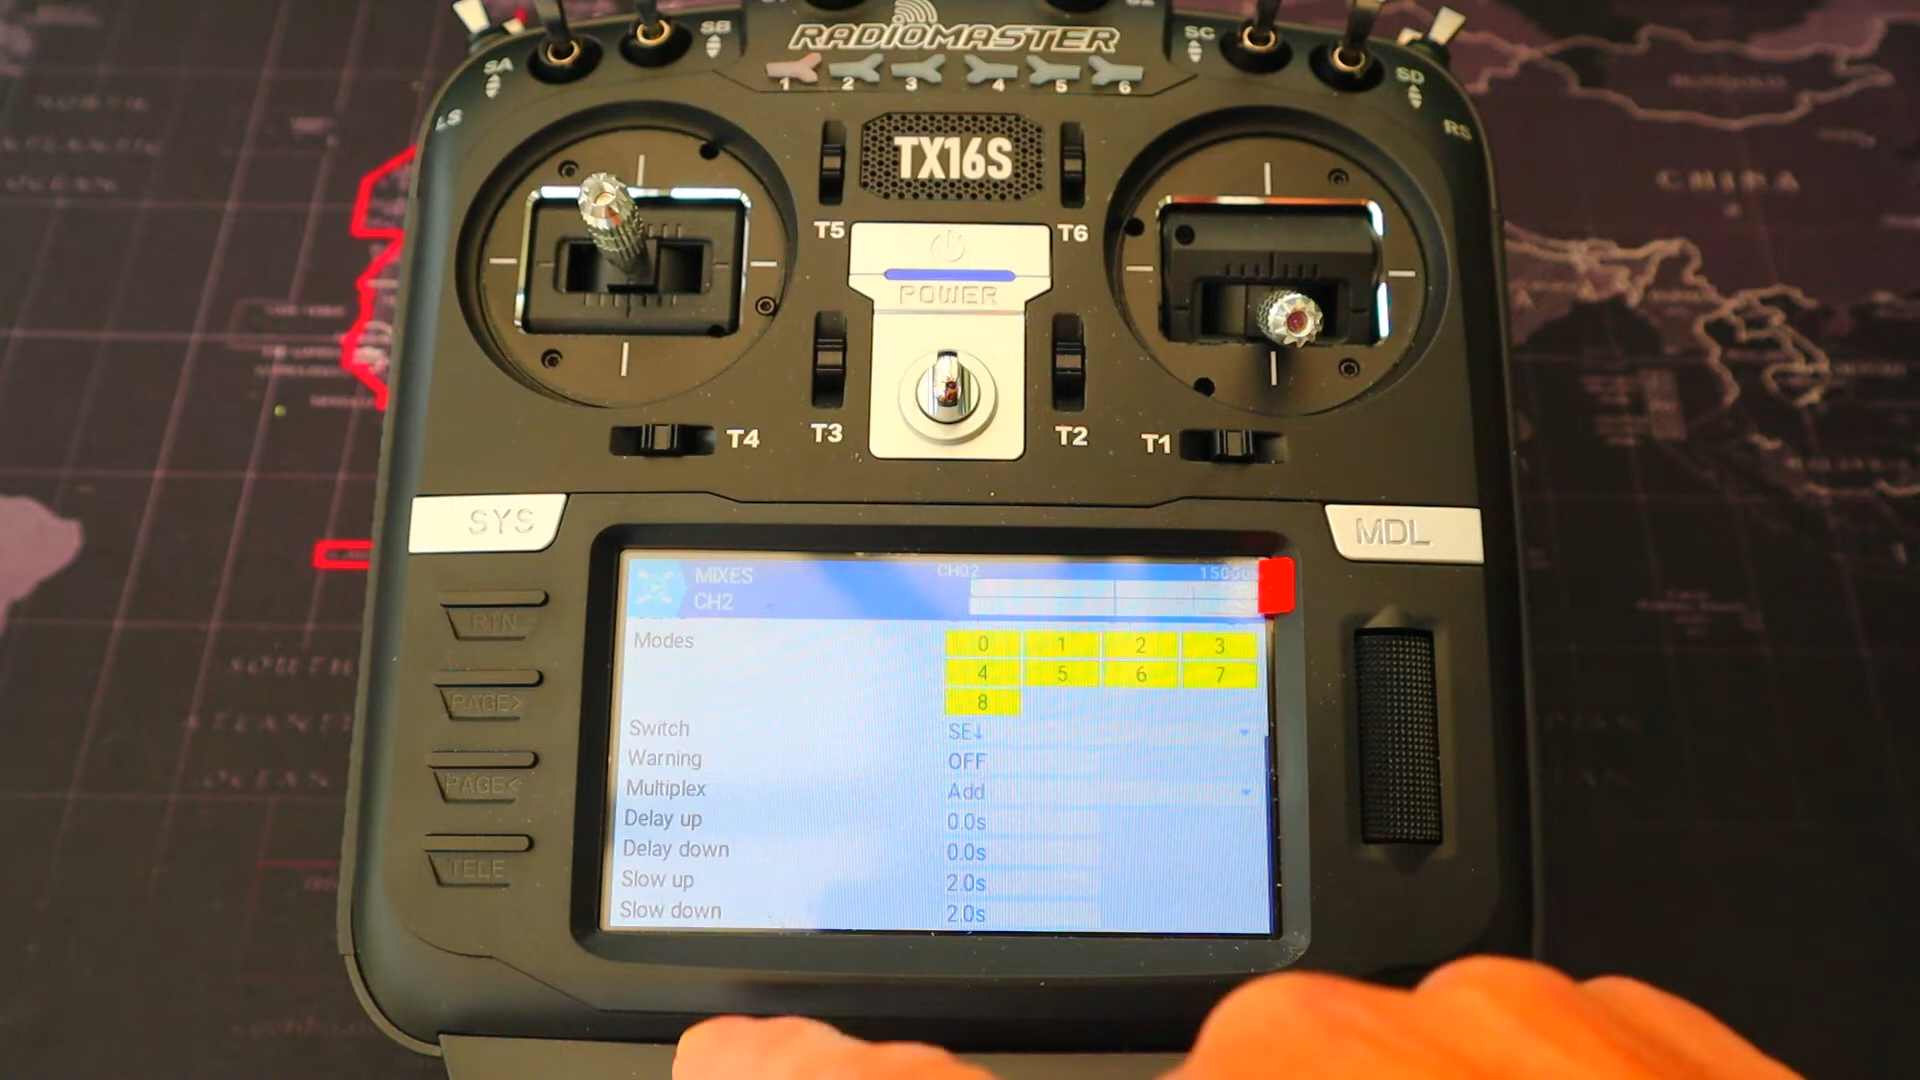 SB
RADIOMASTER
SC
SA
1 2 3 4 5 6
SD
LS
RS
TX16S
CHINA
T5
T6
POWER
T4
T3
T2
T1
SYS
MDL
MIXES
CH02
1500us
CH2
RTN
Modes
0 1 2 3
4 5 6 7
8
PAGE>
Switch
SE↓
Warning
OFF
PAGE<
Multiplex
Add
Delay up
0.0s
Delay down
0.0s
TELE
Slow up
2.0s
Slow down
2.0s